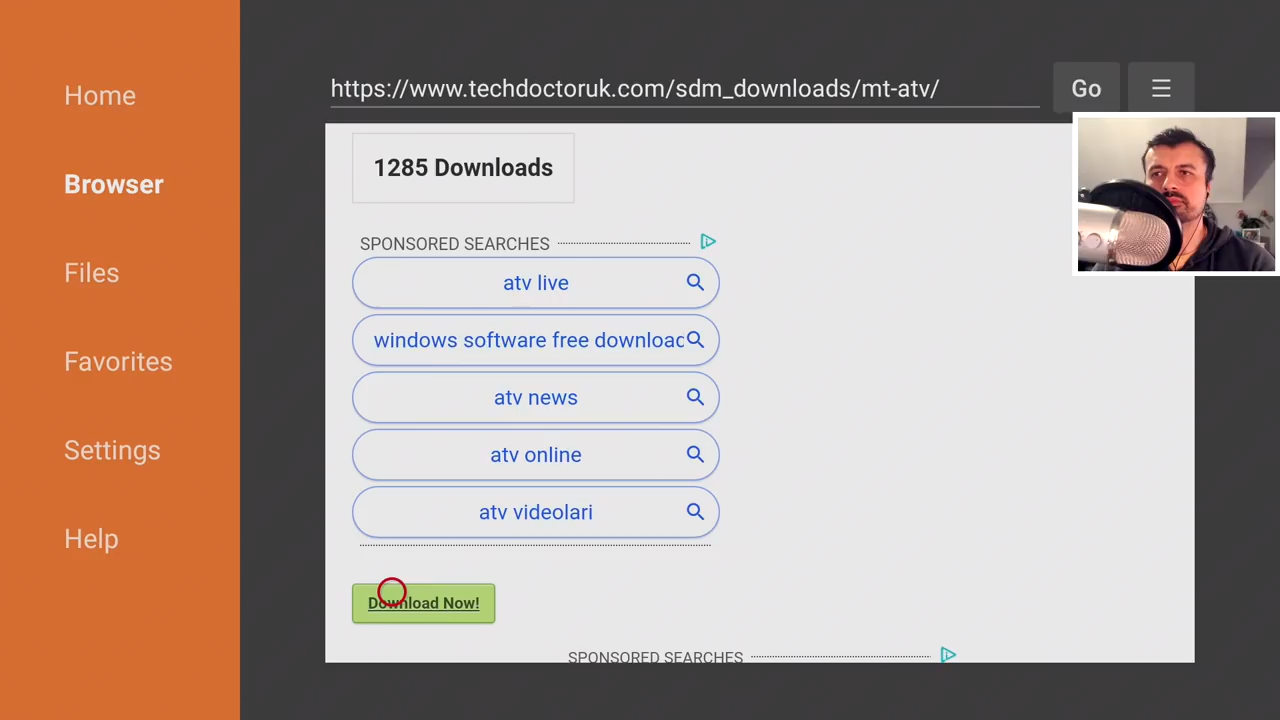 Home
Browser
Files
Favorites
Settings
Help
https://www.techdoctoruk.com/sdm_downloads/mt-atv/
Go
1285 Downloads
SPONSORED SEARCHES
atv live
windows software free downloac
atv news
atv online
atv videolari
Download Now!
SPONSORED SEARCHES